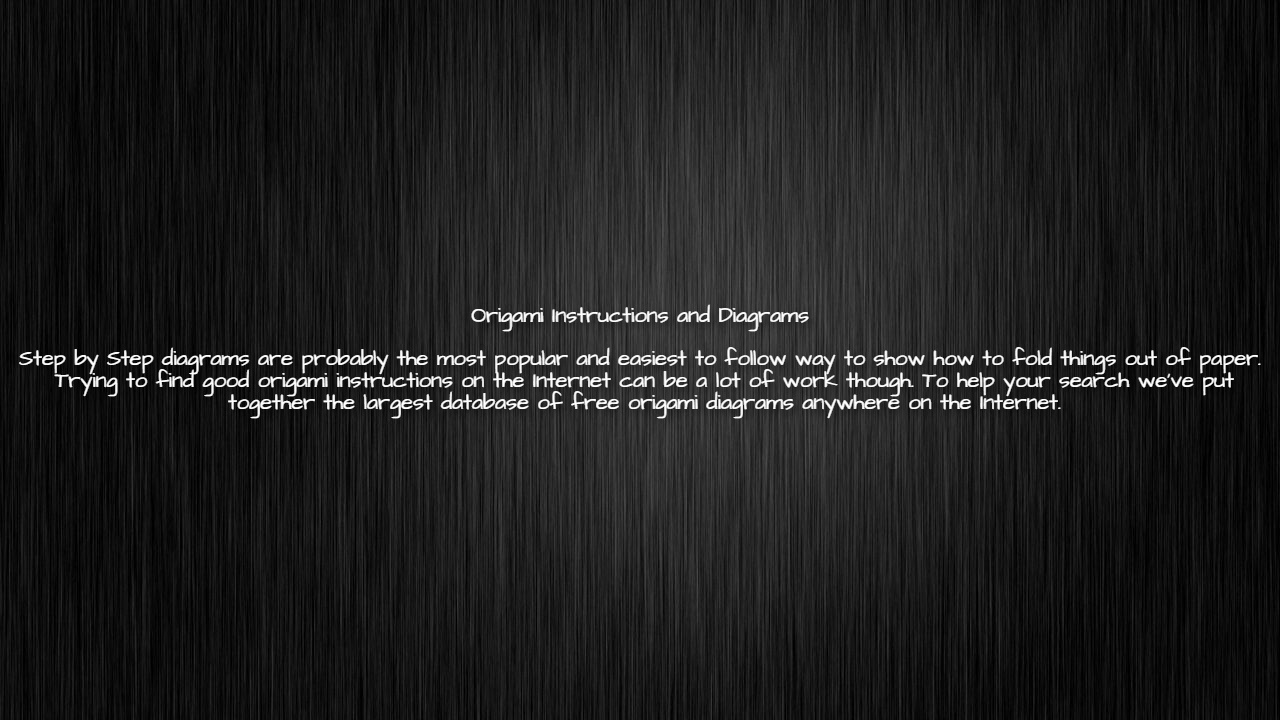 Origami Instructions and Diagrams
Step by Step diagrams are probably the most popular and easiest to follow way to show how to fold things out of paper.
Trying to find good origami instructions on the Internet can be a lot of work though. To help your search we've put
together the largest database of free origami diagrams anywhere on the Internet.